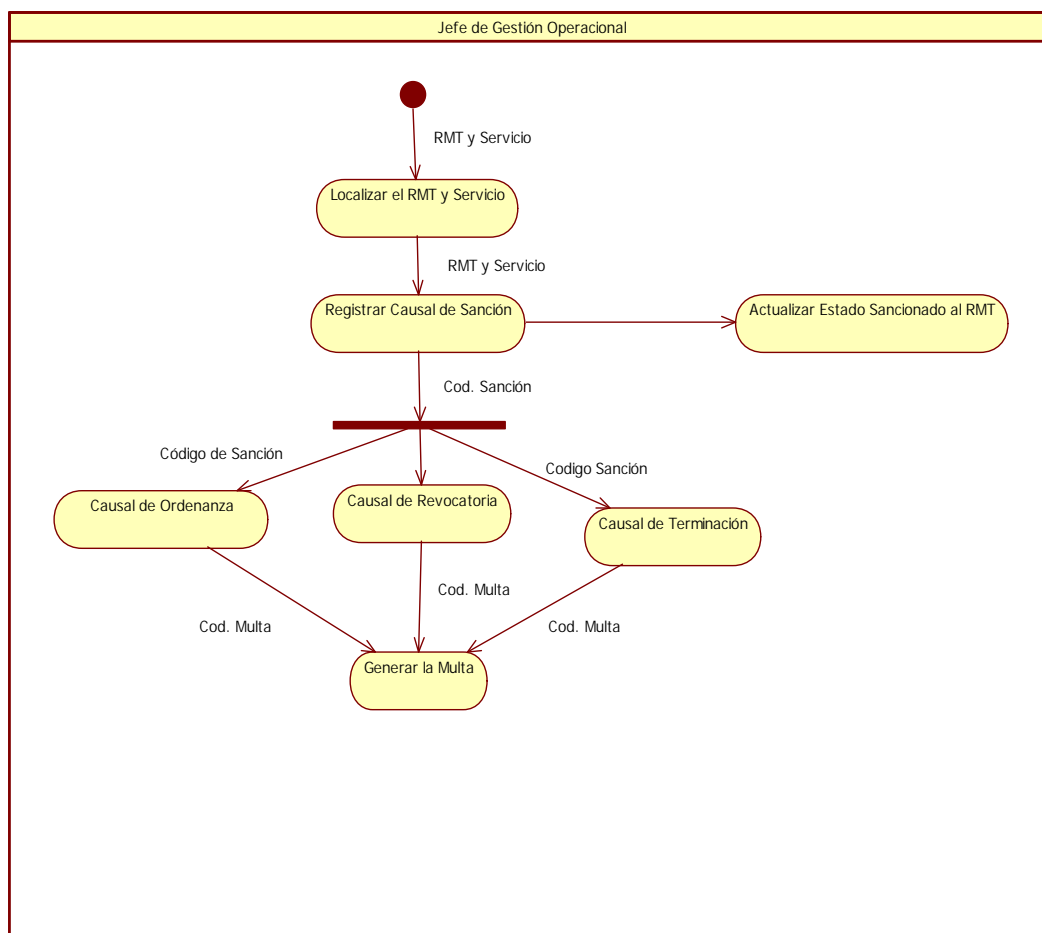 Jefe de Gestión Operacional
RMT y Servicio
Localizar el RMT y Servicio
RMT y Servicio
Registrar Causal de Sanción
Actualizar Estado Sancionado al RMT
Cod. Sanción
Código de Sanción
Codigo Sanción
Causal de Ordenanza
Causal de Revocatoria
Causal de Terminación
Cod. Multa
Cod. Multa
Cod. Multa
Generar la Multa